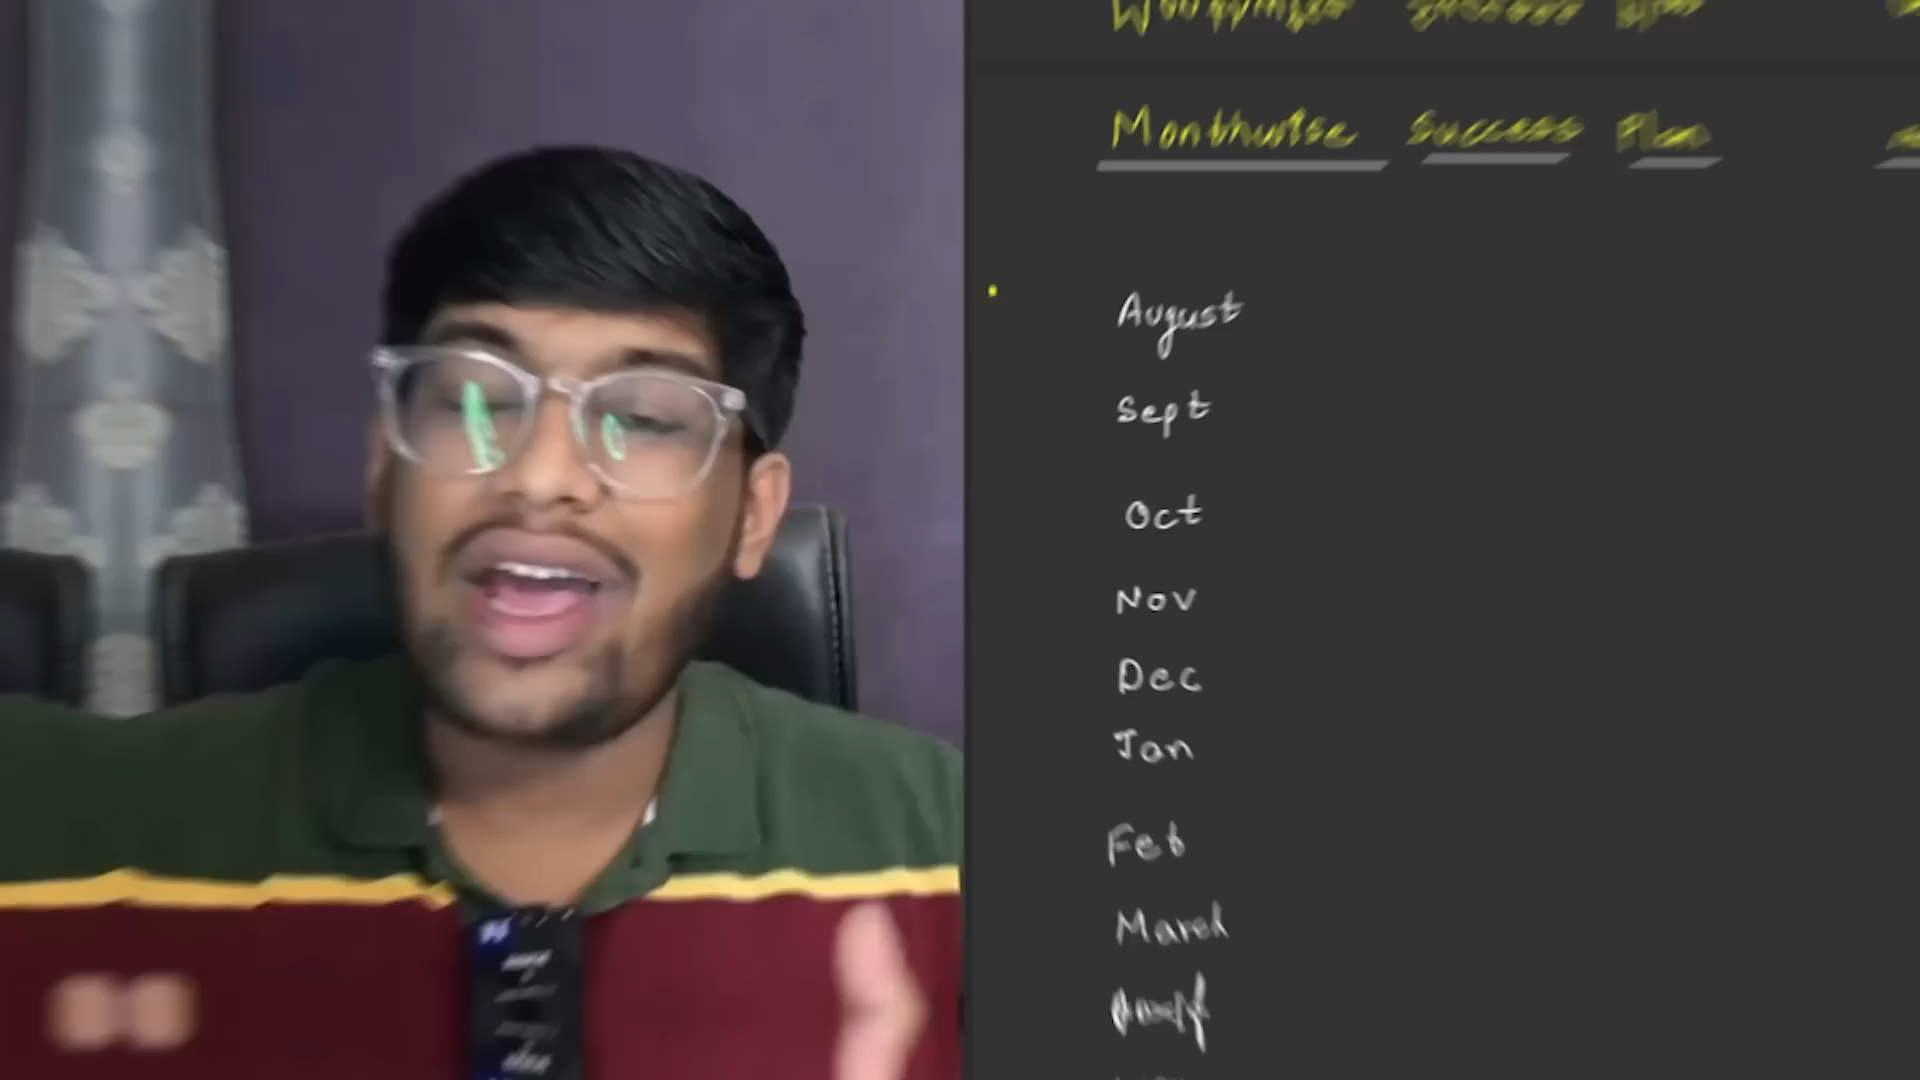 Monthwise Success Plan
August
Sept
Oct
Nov
Dec
Jan
Feb
March